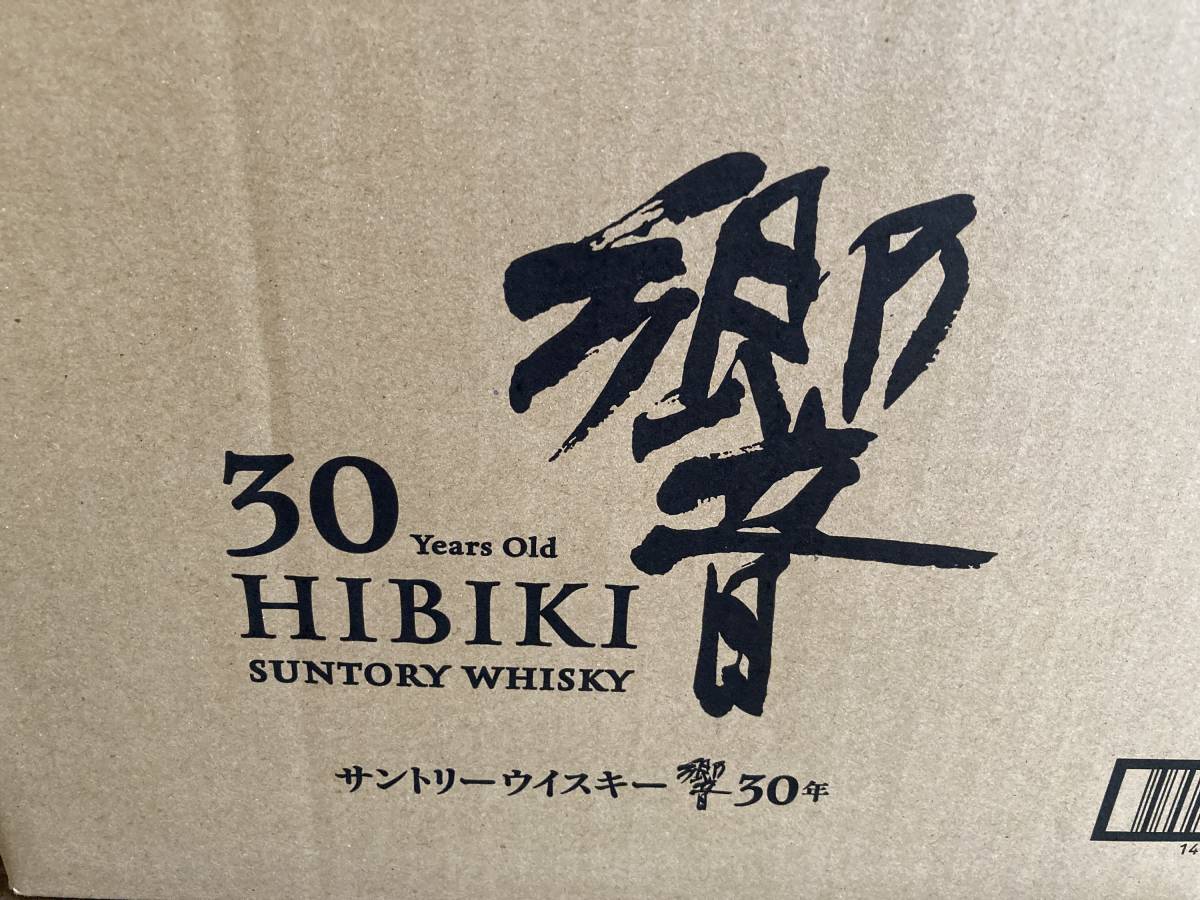 響
30 Years Old
HIBIKI
SUNTORY WHISKY
サントリーウイスキー 響 30年
14